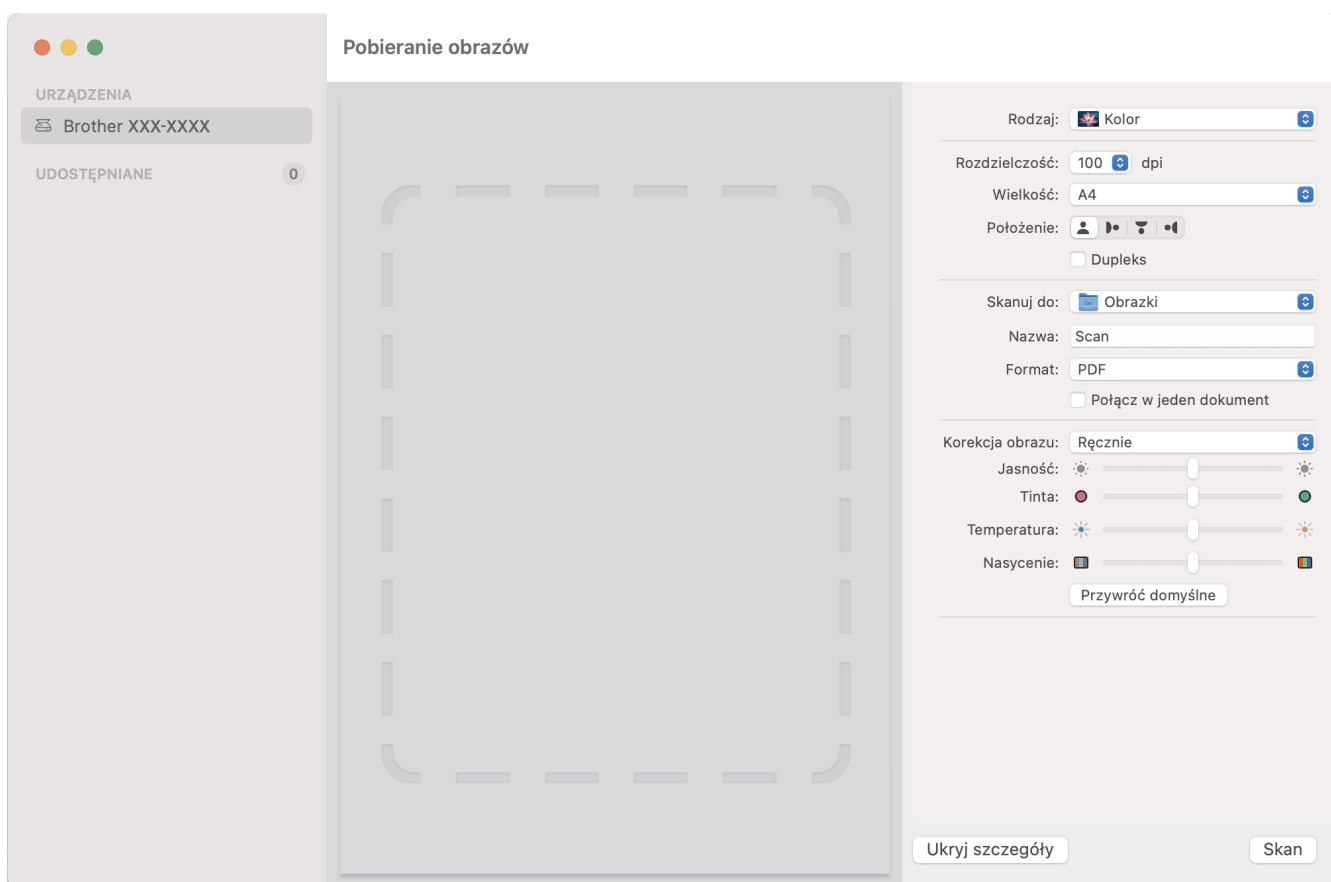 Pobieranie obrazów
URZĄDZENIA
Brother XXX-XXXX
UDOSTĘPNIANE 0
Rodzaj: Kolor
Rozdzielczość: 100 dpi
Wielkość: A4
Położenie:
Dupleks
Skanuj do: Obrazki
Nazwa: Scan
Format: PDF
Połącz w jeden dokument
Korekcja obrazu: Ręcznie
Jasność:
Tinta:
Temperatura:
Nasycenie:
Przywróć domyślne
Ukryj szczegóły
Skan